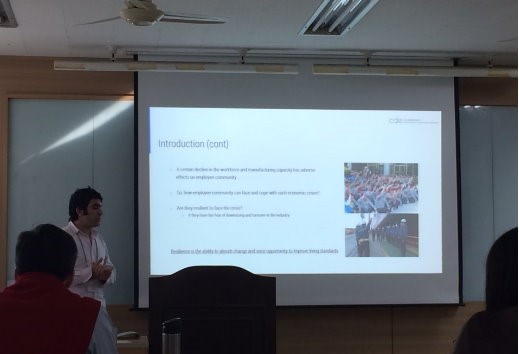 Introduction (cont)
A certain decline in the workforce and manufacturing capacity has adverse
effects on employee community
So, how employee community can face and cope with such economic crises?
Are they resilient to face the crisis?
if they have the fear of downsizing and turnover in the industry
Resilience is the ability to absorb change and seize opportunity to improve living standards